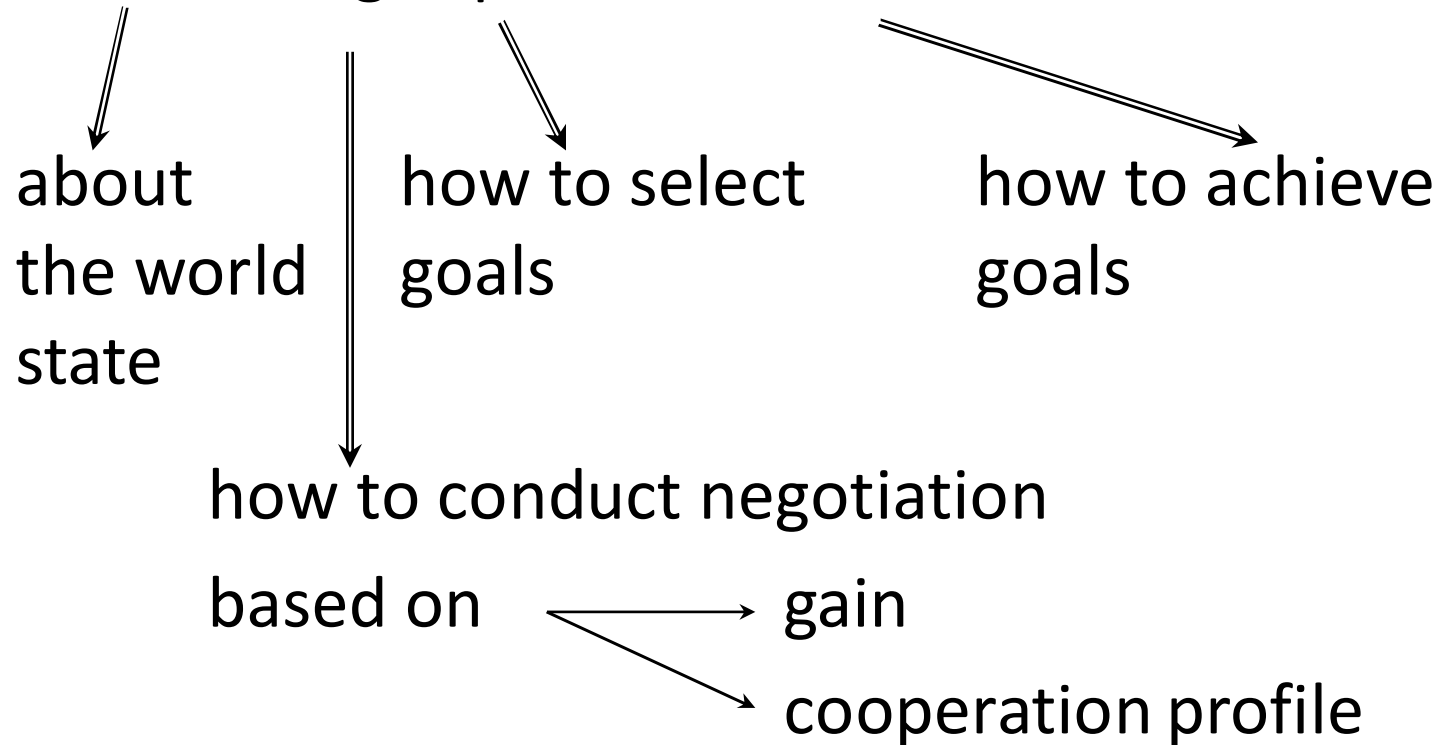 about
the world
state
how to select
goals
how to achieve
goals
how to conduct negotiation
based on
gain
cooperation profile